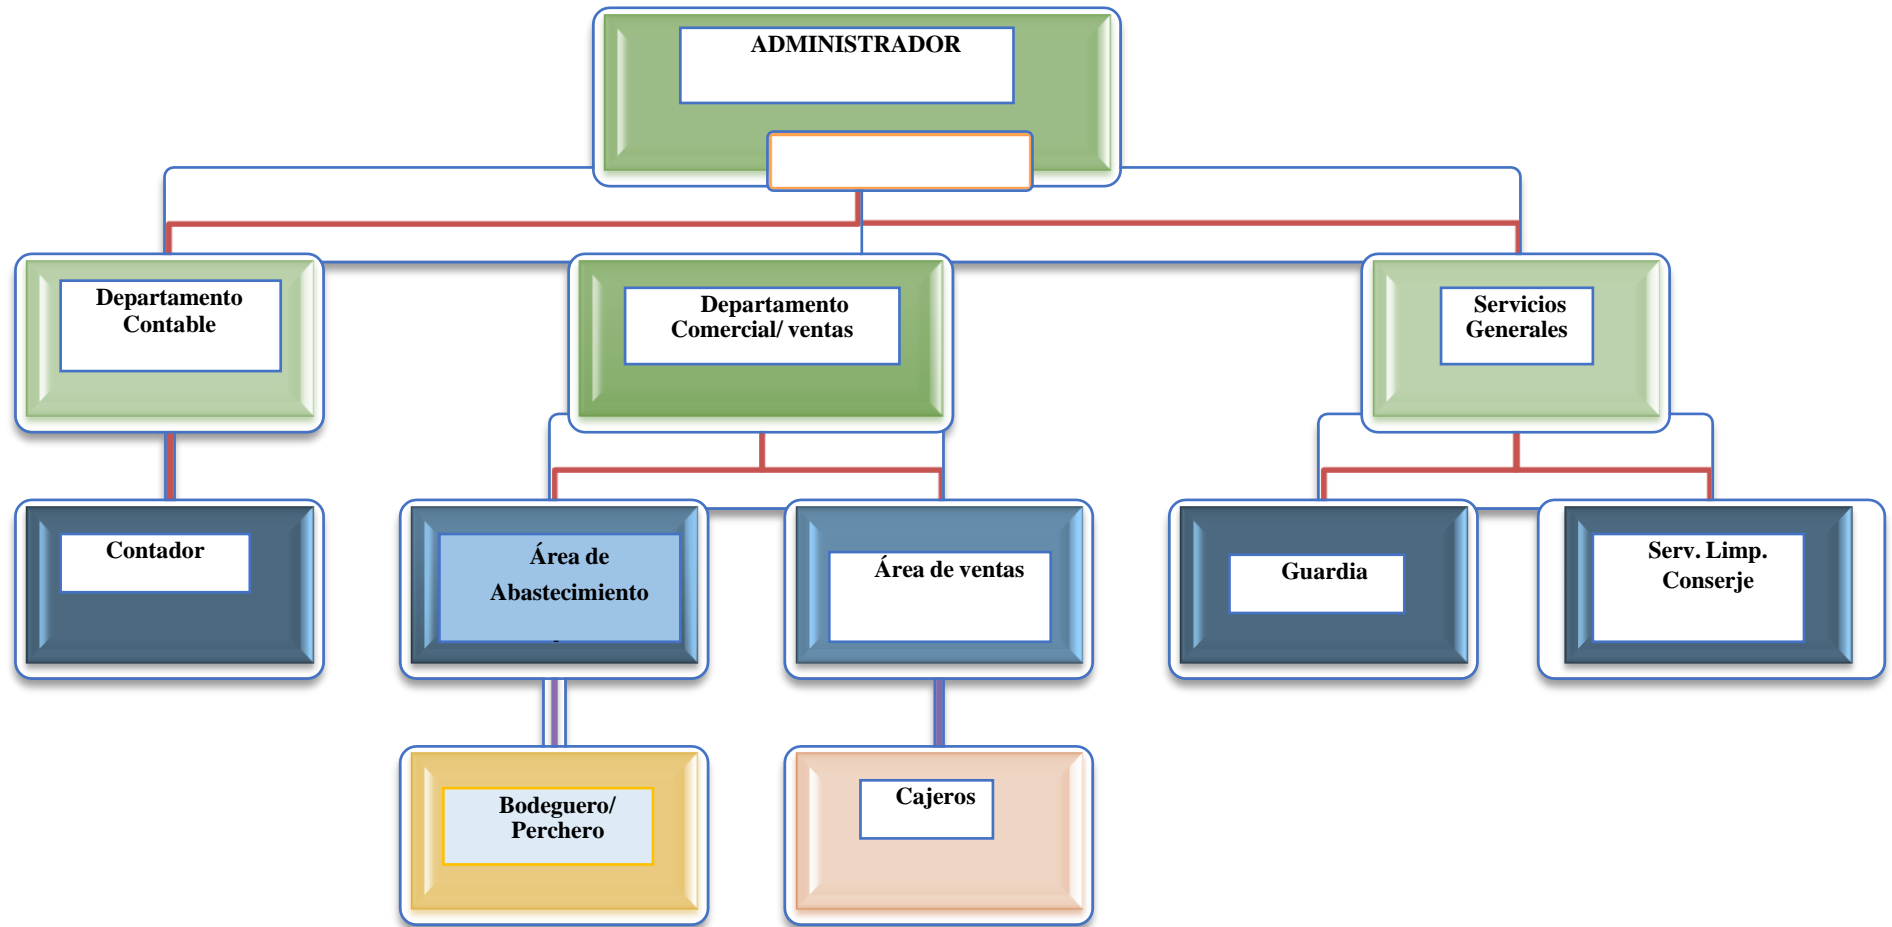 ADMINISTRADOR
Departamento
Contable
Departamento
Comercial/ ventas
Servicios
Generales
Contador
Área de
Abastecimiento
-
Área de ventas
Guardia
Serv. Limp.
Conserje
Bodeguero/
Perchero
Cajeros